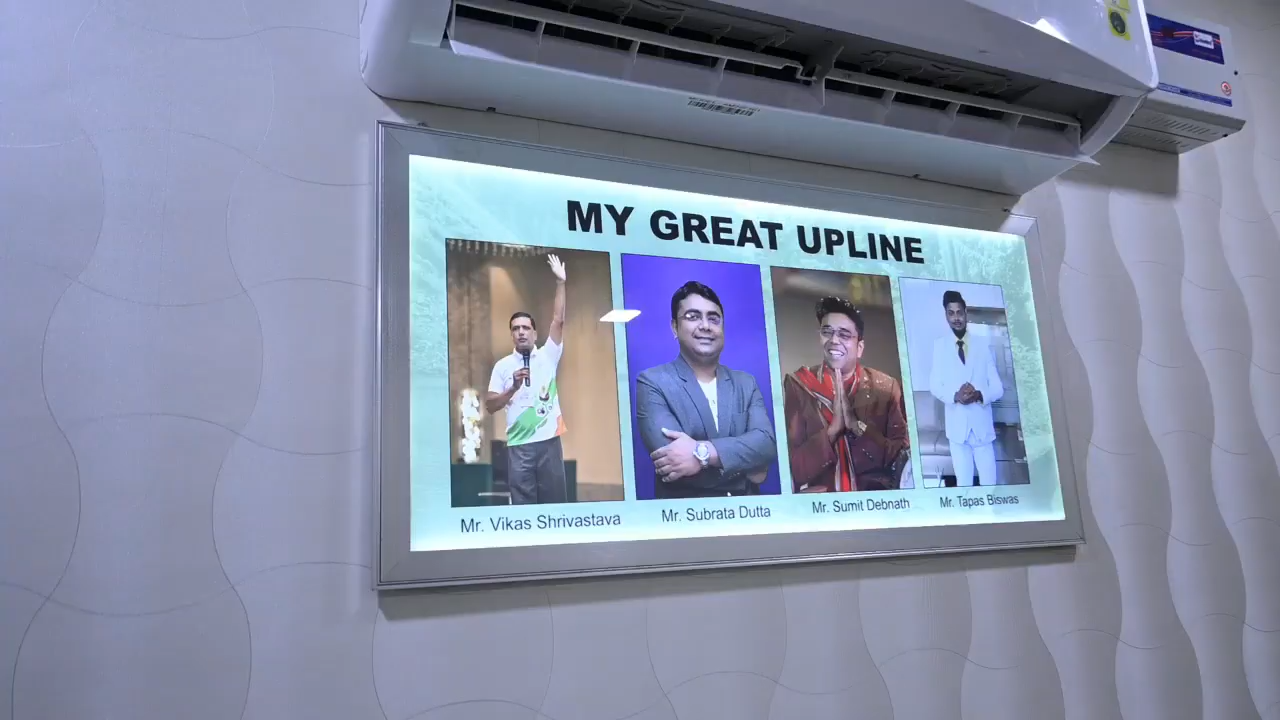 MY GREAT UPLINE
Mr. Vikas Shrivastava
Mr. Subrata Dutta
Mr. Sumit Debnath
Mr. Tapas Biswas